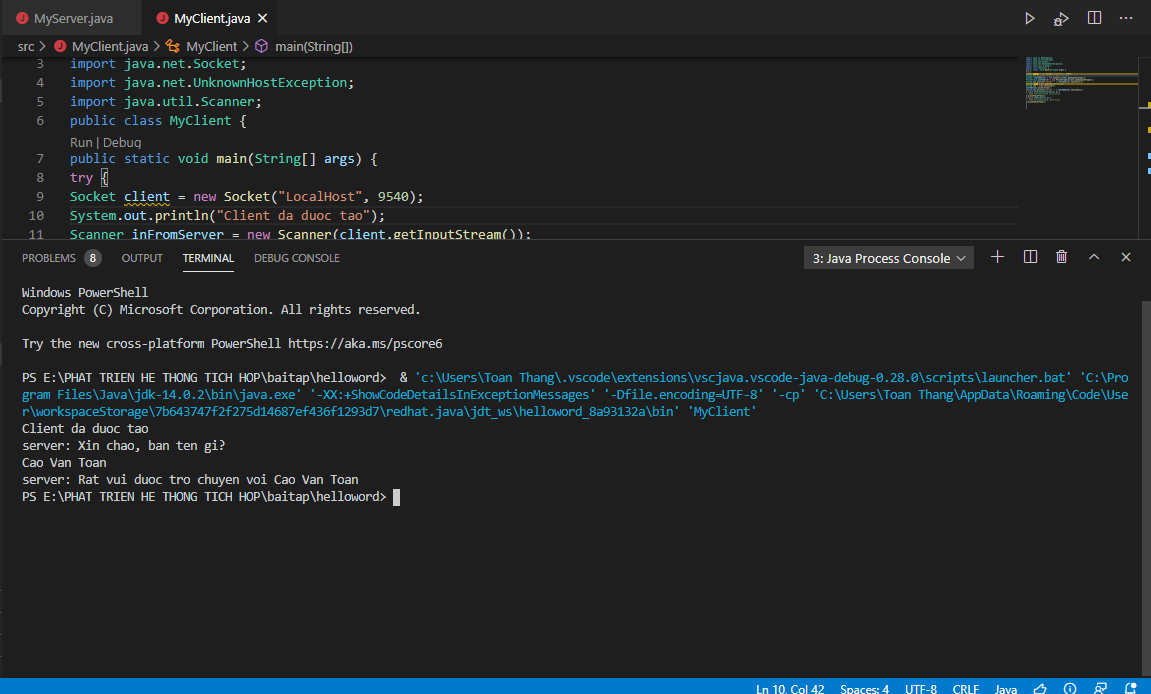 MyServer.java MyClient.java
src > MyClient.java > MyClient > main(String[])
3 import java.net.Socket;
4 import java.net.UnknownHostException;
5 import java.util.Scanner;
6 public class MyClient {
Run | Debug
7 public static void main(String[] args) {
8 try {
9 Socket client = new Socket("LocalHost", 9540);
10 System.out.println("Client da duoc tao");
11 Scanner inFromServer = new Scanner(client.getInputStream());
PROBLEMS 8 OUTPUT TERMINAL DEBUG CONSOLE 3: Java Process Console
Windows PowerShell
Copyright (C) Microsoft Corporation. All rights reserved.
Try the new cross-platform PowerShell https://aka.ms/pscore6
PS E:\PHAT TRIEN HE THONG TICH HOP\baitap\helloword>  & 'c:\Users\Toan Thang\.vscode\extensions\vscjava.vscode-java-debug-0.28.0\scripts\launcher.bat' 'C:\Pro
gram Files\Java\jdk-14.0.2\bin\java.exe' '-XX:+ShowCodeDetailsInExceptionMessages' '-Dfile.encoding=UTF-8' '-cp' 'C:\Users\Toan Thang\AppData\Roaming\Code\Use
r\workspaceStorage\7b643747f2f275d14687ef436f1293d7\redhat.java\jdt_ws\helloword_8a93132a\bin' 'MyClient'
Client da duoc tao
server: Xin chao, ban ten gi?
Cao Van Toan
server: Rat vui duoc tro chuyen voi Cao Van Toan
PS E:\PHAT TRIEN HE THONG TICH HOP\baitap\helloword>
Ln 10, Col 42 Spaces: 4 UTF-8 CRLF Java